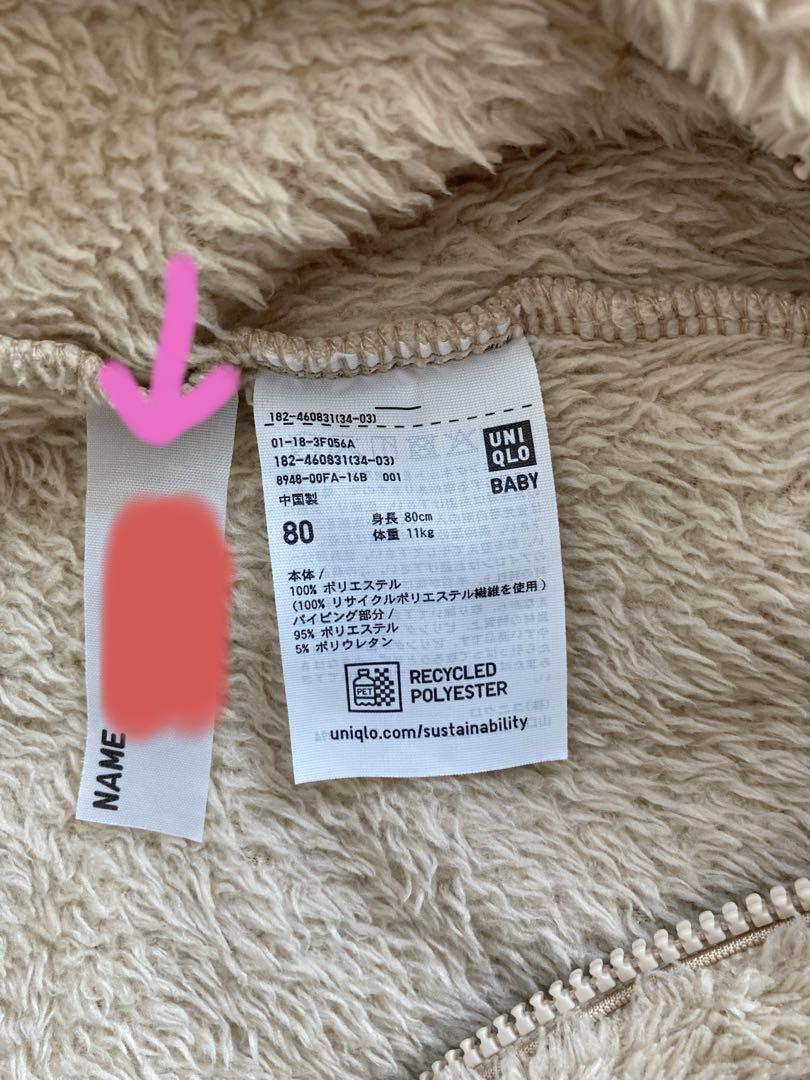 182-460831(34-03)
01-18-3F056A
182-460831(34-03)
8948-00FA-16B 001
UNI
QLO
BABY
中国製
80
身長 80cm
体重 11kg
本体 /
100% ポリエステル
(100% リサイクルポリエステル繊維を使用)
パイピング部分 /
95% ポリエステル
5% ポリウレタン
PET
RECYCLED
POLYESTER
uniqlo.com/sustainability
NAME